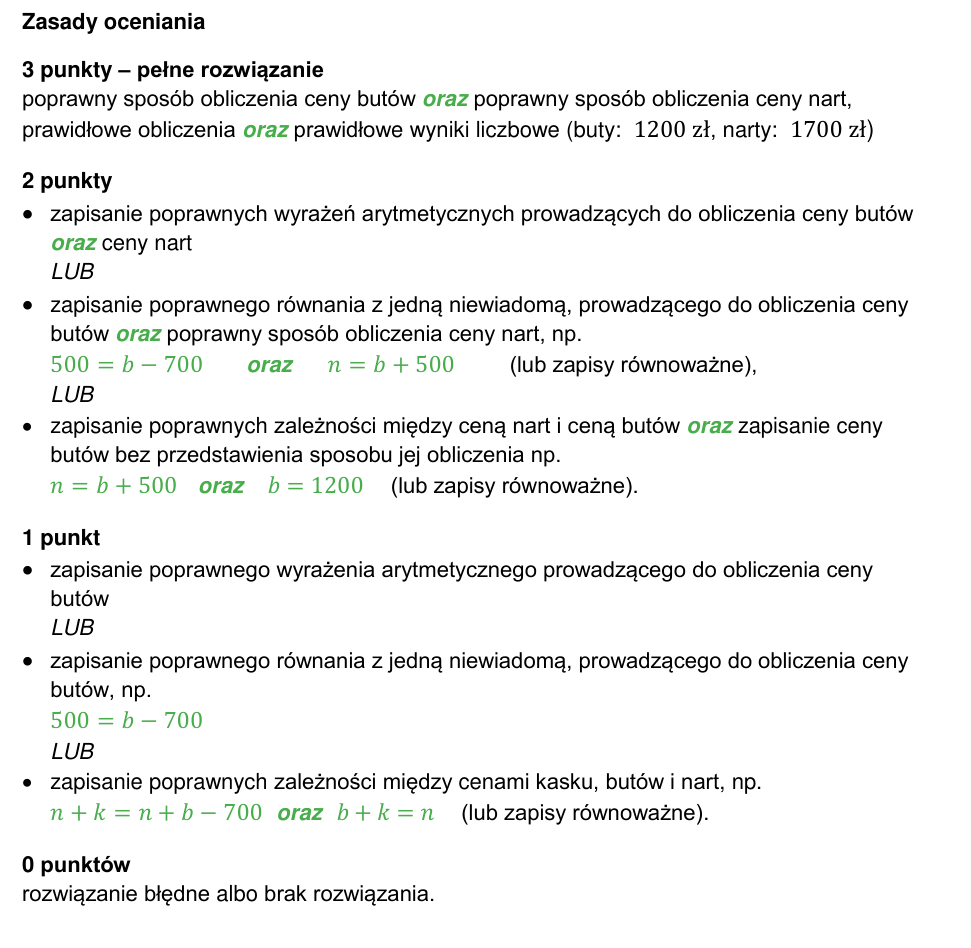 Zasady oceniania
3 punkty – pełne rozwiązanie
poprawny sposób obliczenia ceny butów oraz poprawny sposób obliczenia ceny nart,
prawidłowe obliczenia oraz prawidłowe wyniki liczbowe (buty: 1200 zł, narty: 1700 zł)
2 punkty
• zapisanie poprawnych wyrażeń arytmetycznych prowadzących do obliczenia ceny butów
oraz ceny nart
LUB
• zapisanie poprawnego równania z jedną niewiadomą, prowadzącego do obliczenia ceny
butów oraz poprawny sposób obliczenia ceny nart, np.
500 = b − 700 oraz n = b + 500 (lub zapisy równoważne),
LUB
• zapisanie poprawnych zależności między ceną nart i ceną butów oraz zapisanie ceny
butów bez przedstawienia sposobu jej obliczenia np.
n = b + 500 oraz b = 1200 (lub zapisy równoważne).
1 punkt
• zapisanie poprawnego wyrażenia arytmetycznego prowadzącego do obliczenia ceny
butów
LUB
• zapisanie poprawnego równania z jedną niewiadomą, prowadzącego do obliczenia ceny
butów, np.
500 = b − 700
LUB
• zapisanie poprawnych zależności między cenami kasku, butów i nart, np.
n + k = n + b − 700 oraz b + k = n (lub zapisy równoważne).
0 punktów
rozwiązanie błędne albo brak rozwiązania.